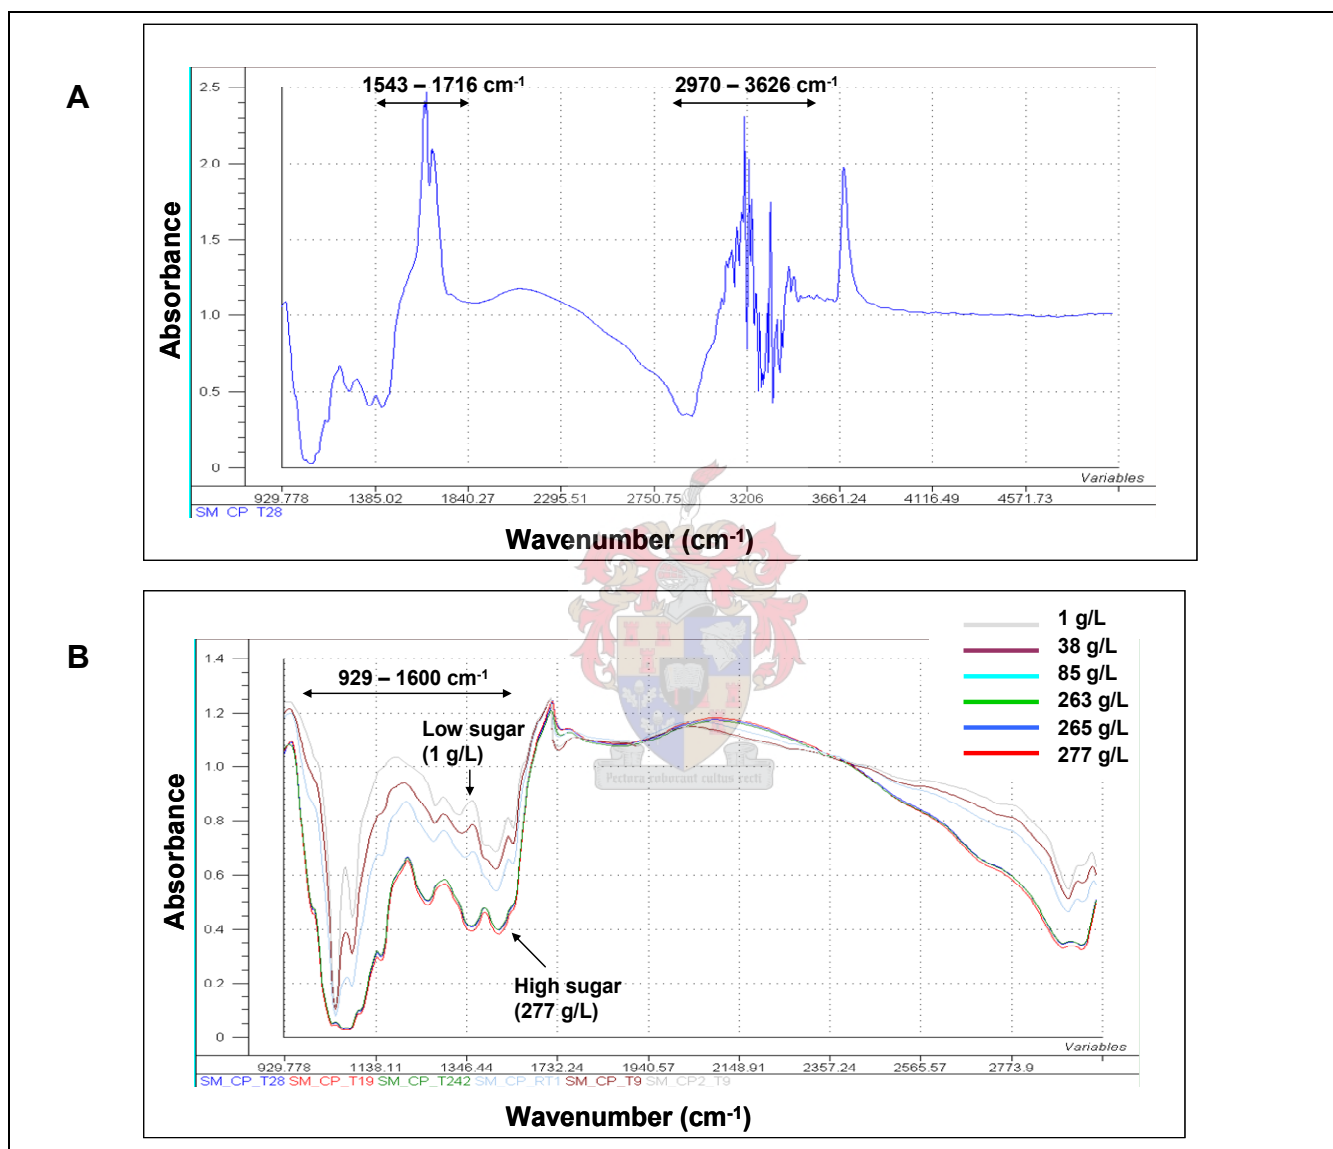 A
1543 – 1716 cm-1
2970 – 3626 cm-1
2.5
2.0
1.5
1.0
0.5
0
Absorbance
Variables
929.778 1385.02 1840.27 2295.51 2750.75 3206 3661.24 4116.49 4571.73
SM_CP_T28
Wavenumber (cm-1)
B
1 g/L
38 g/L
85 g/L
263 g/L
265 g/L
277 g/L
929 – 1600 cm-1
Low sugar
(1 g/L)
High sugar
(277 g/L)
1.4
1.2
1.0
0.8
0.6
0.4
0.2
0
Absorbance
Pectora roborant cultus recti
Variables
929.778 1138.11 1346.44 1732.24 1940.57 2148.91 2357.24 2565.57 2773.9
SM_CP_T28 SM_CP_T19 SM_CP_T242 SM_CP_RT1 SM_CP_T9 SM_CP2_T9
Wavenumber (cm-1)